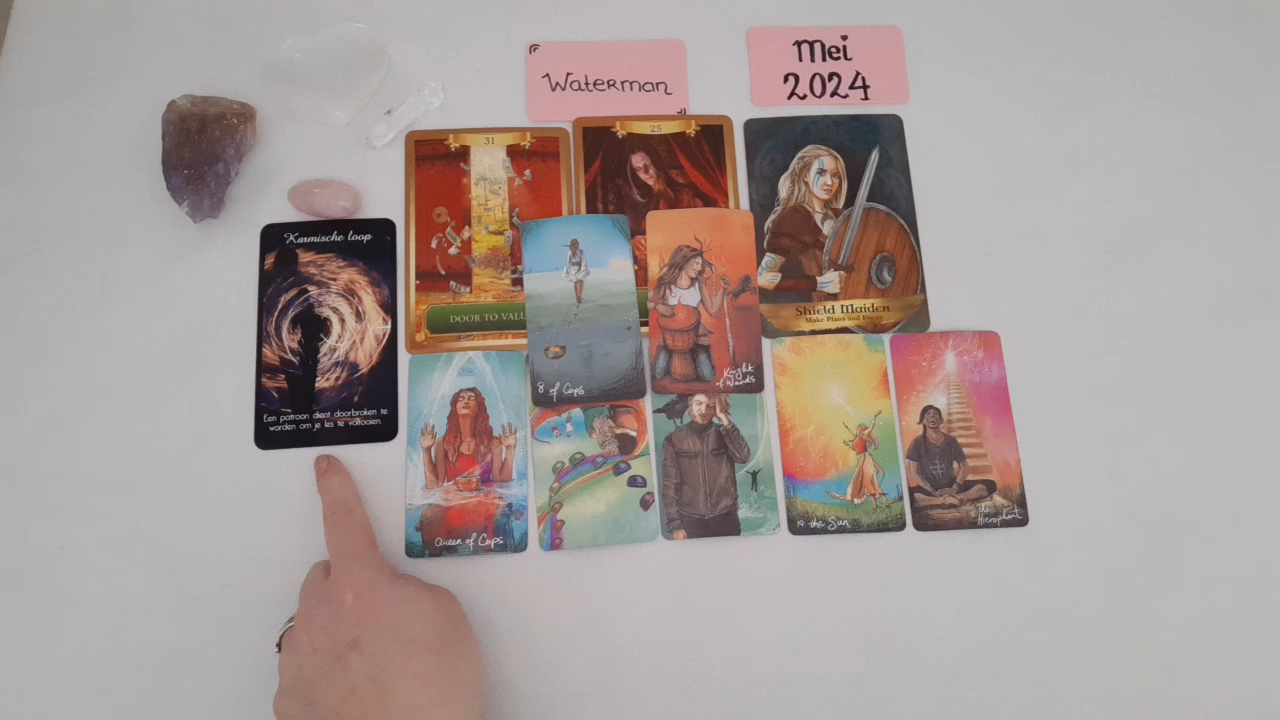 Waterman
Mei
2024
31
25
Karmische loop
DOOR TO VALU
Shield Maiden
Make Plans and Focus
Een patroon dient doorbroken te
worden om je les te voltooien.
8 of Cups
Knight
of Wands
Queen of Cups
19. the Sun
5. the
Hierophant